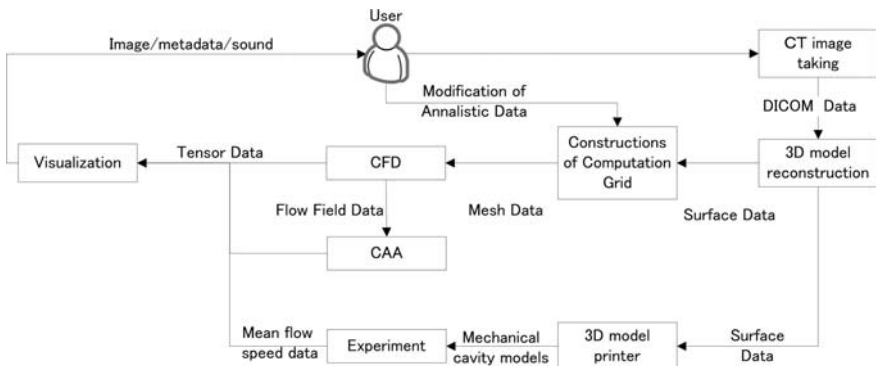 User
Image/metadata/sound
CT image
taking
Modification of
Annalistic Data
DICOM Data
Visualization
Tensor Data
CFD
Constructions
of Computation
Grid
3D model
reconstruction
Flow Field Data
Mesh Data
Surface Data
CAA
Mean flow
speed data
Experiment
Mechanical
cavity models
3D model
printer
Surface
Data